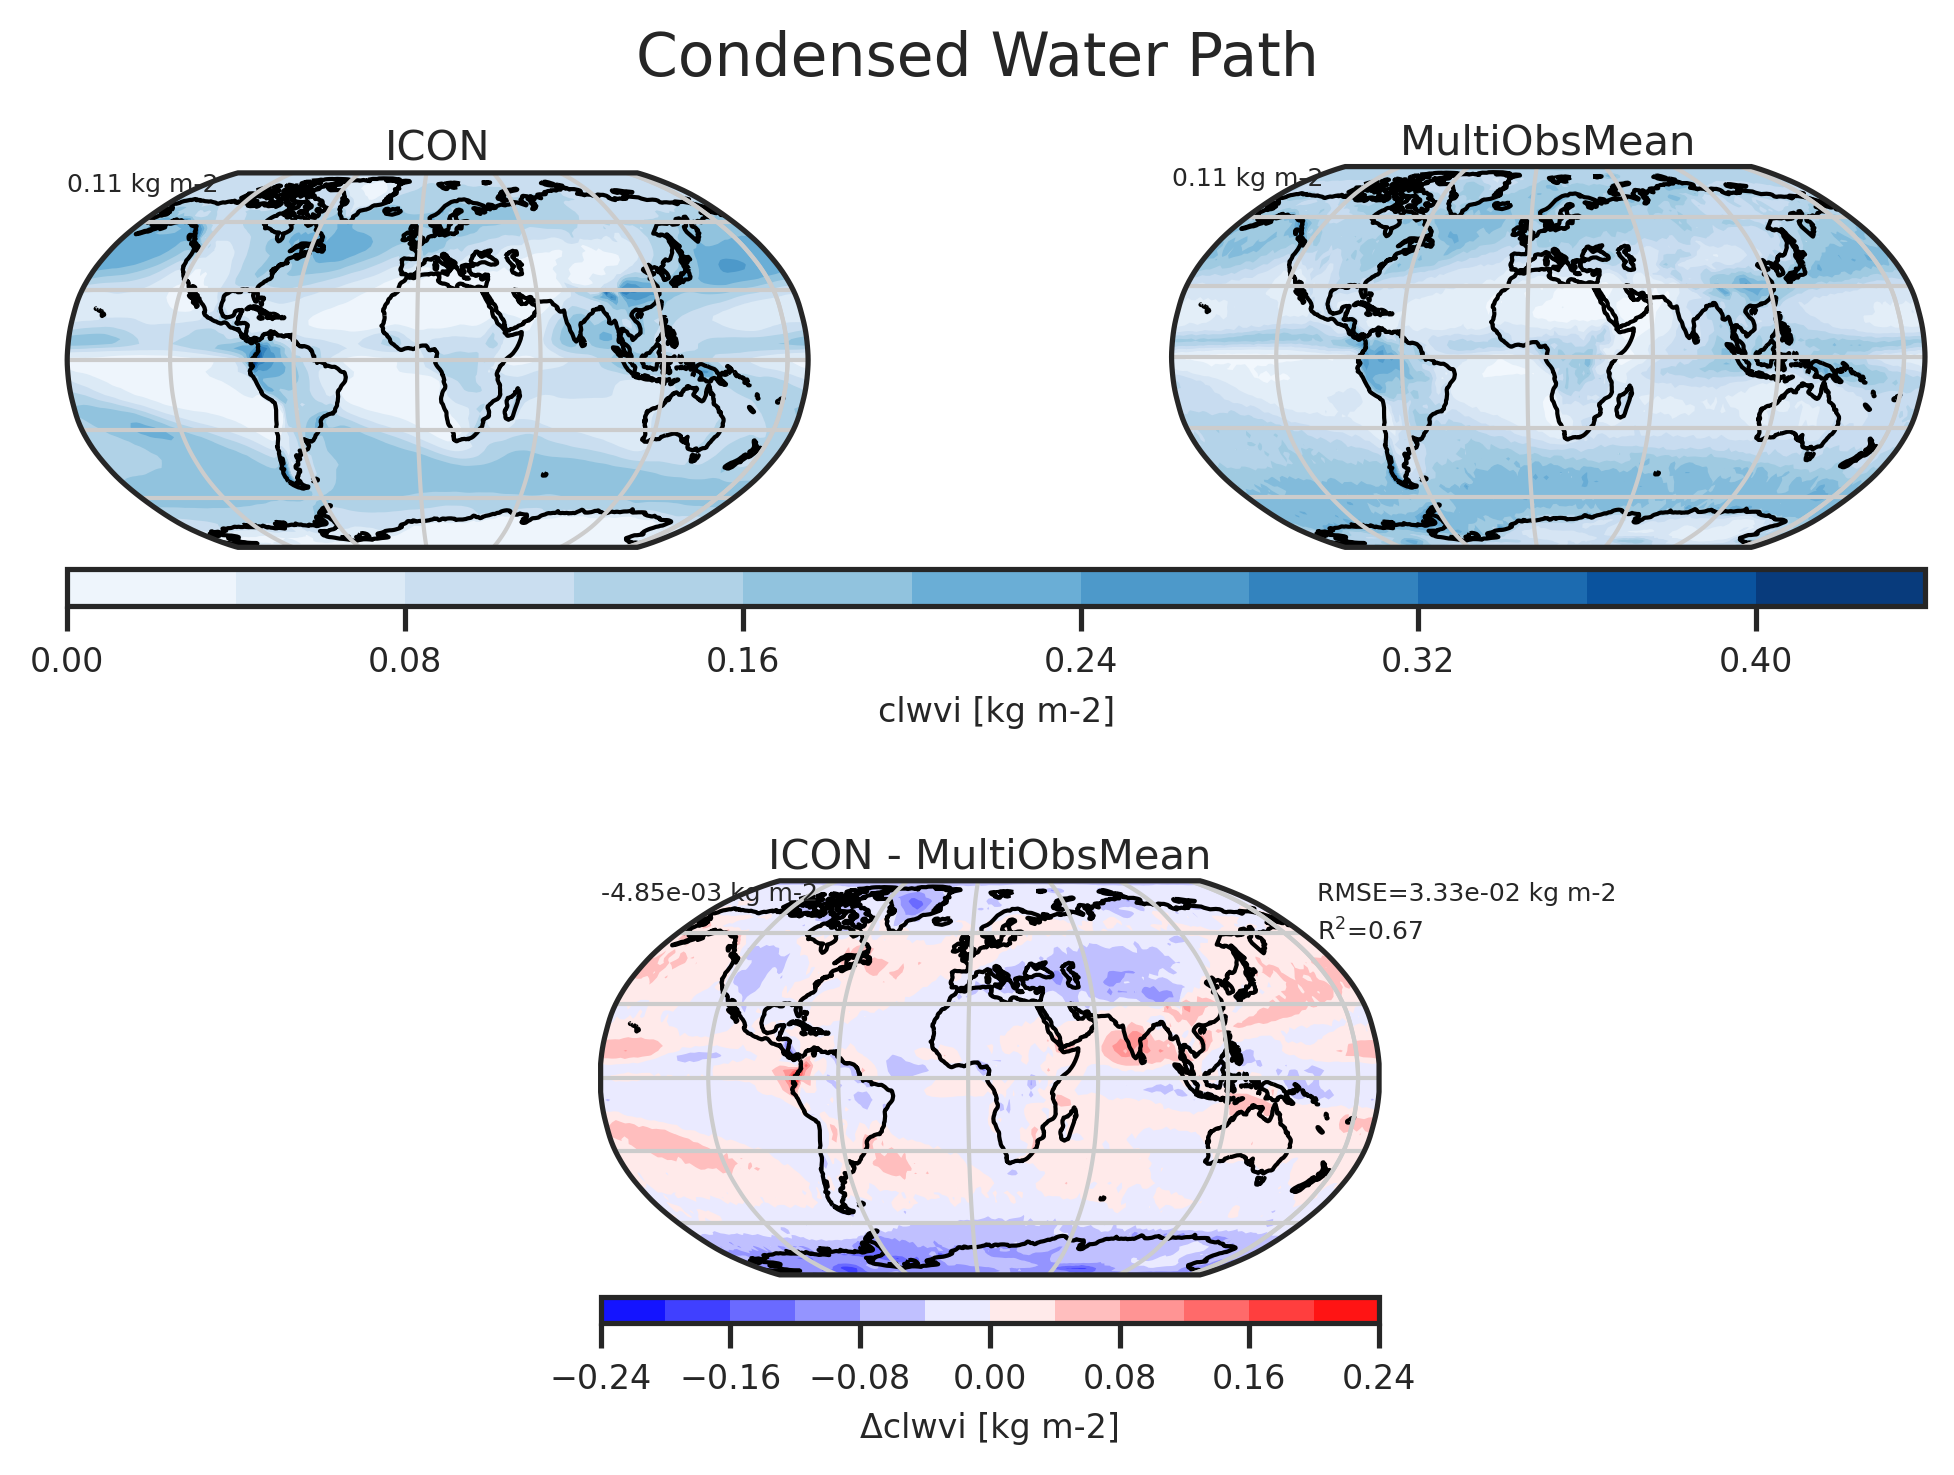 Condensed Water Path
ICON
MultiObsMean
0.11 kg m-2
0.11 kg m-2
0.00 0.08 0.16 0.24 0.32 0.40
clwvi [kg m-2]
ICON - MultiObsMean
-4.85e-03 kg m-2
RMSE=3.33e-02 kg m-2
R²=0.67
−0.24 −0.16 −0.08 0.00 0.08 0.16 0.24
Δclwvi [kg m-2]